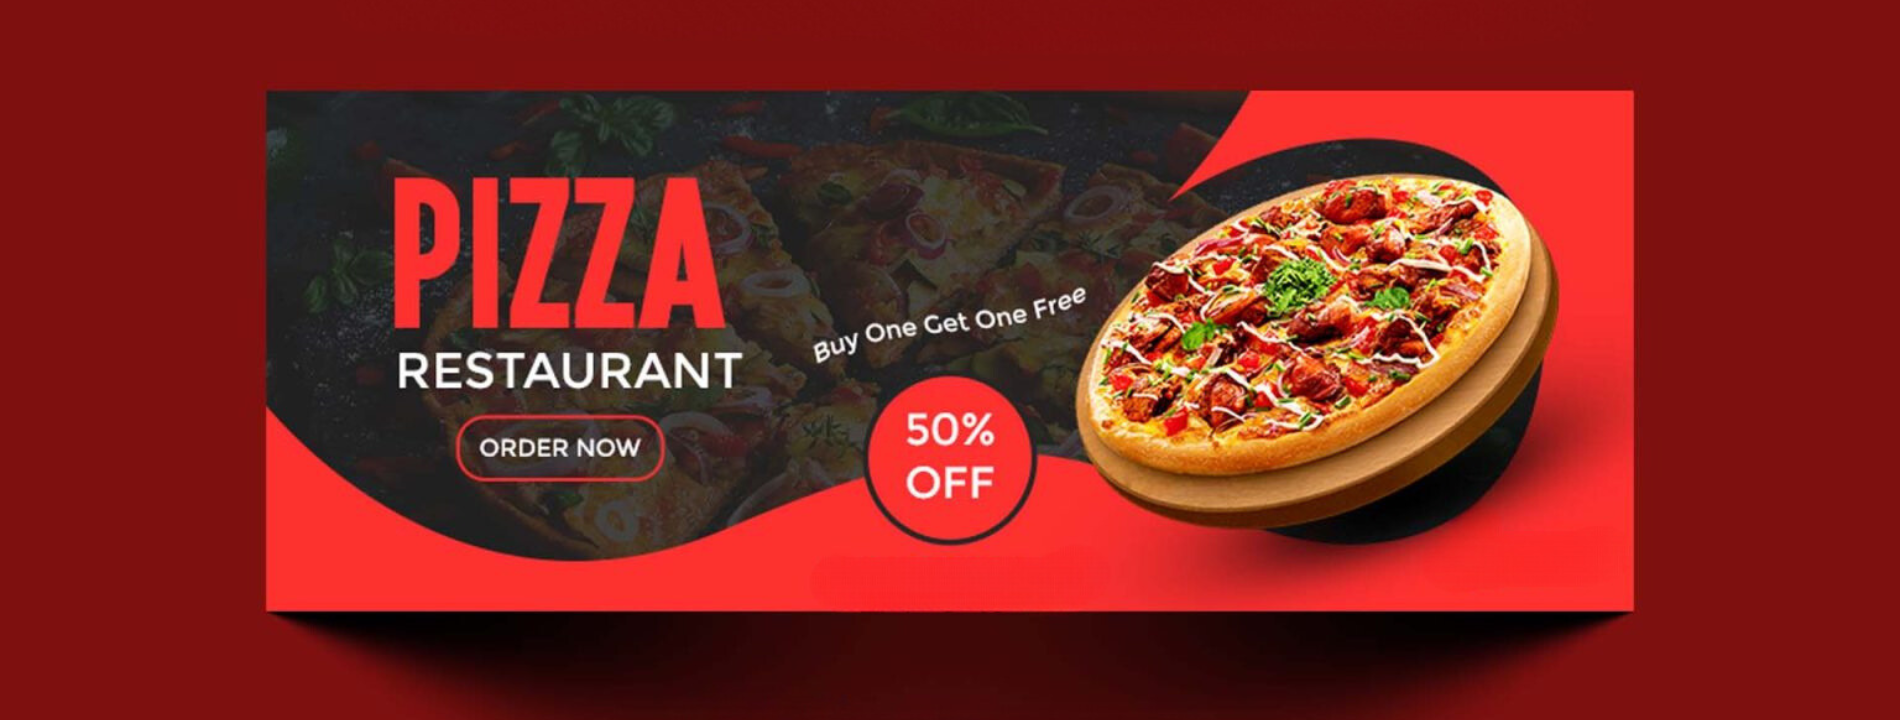 PIZZA
RESTAURANT
ORDER NOW
Buy One Get One Free
50%
OFF